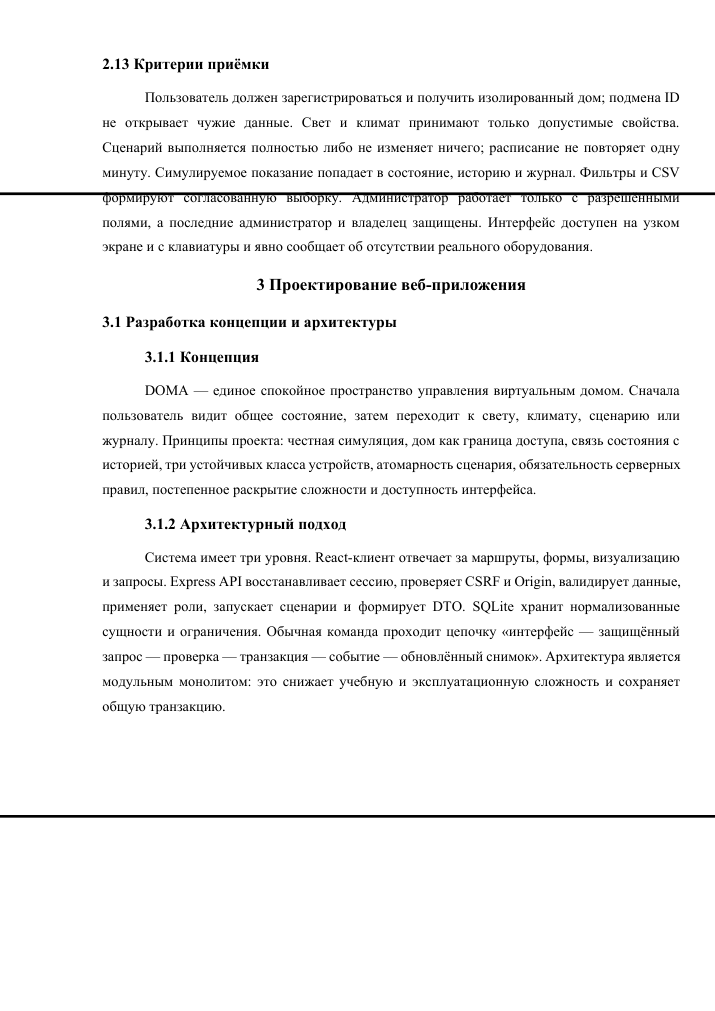 2.13 Критерии приёмки
Пользователь должен зарегистрироваться и получить изолированный дом; подмена ID
не открывает чужие данные. Свет и климат принимают только допустимые свойства.
Сценарий выполняется полностью либо не изменяет ничего; расписание не повторяет одну
минуту. Симулируемое показание попадает в состояние, историю и журнал. Фильтры и CSV
формируют согласованную выборку. Администратор работает только с разрешёнными
полями, а последние администратор и владелец защищены. Интерфейс доступен на узком
экране и с клавиатуры и явно сообщает об отсутствии реального оборудования.
3 Проектирование веб-приложения
3.1 Разработка концепции и архитектуры
3.1.1 Концепция
DOMA — единое спокойное пространство управления виртуальным домом. Сначала
пользователь видит общее состояние, затем переходит к свету, климату, сценарию или
журналу. Принципы проекта: честная симуляция, дом как граница доступа, связь состояния с
историей, три устойчивых класса устройств, атомарность сценария, обязательность серверных
правил, постепенное раскрытие сложности и доступность интерфейса.
3.1.2 Архитектурный подход
Система имеет три уровня. React-клиент отвечает за маршруты, формы, визуализацию
и запросы. Express API восстанавливает сессию, проверяет CSRF и Origin, валидирует данные,
применяет роли, запускает сценарии и формирует DTO. SQLite хранит нормализованные
сущности и ограничения. Обычная команда проходит цепочку «интерфейс — защищённый
запрос — проверка — транзакция — событие — обновлённый снимок». Архитектура является
модульным монолитом: это снижает учебную и эксплуатационную сложность и сохраняет
общую транзакцию.